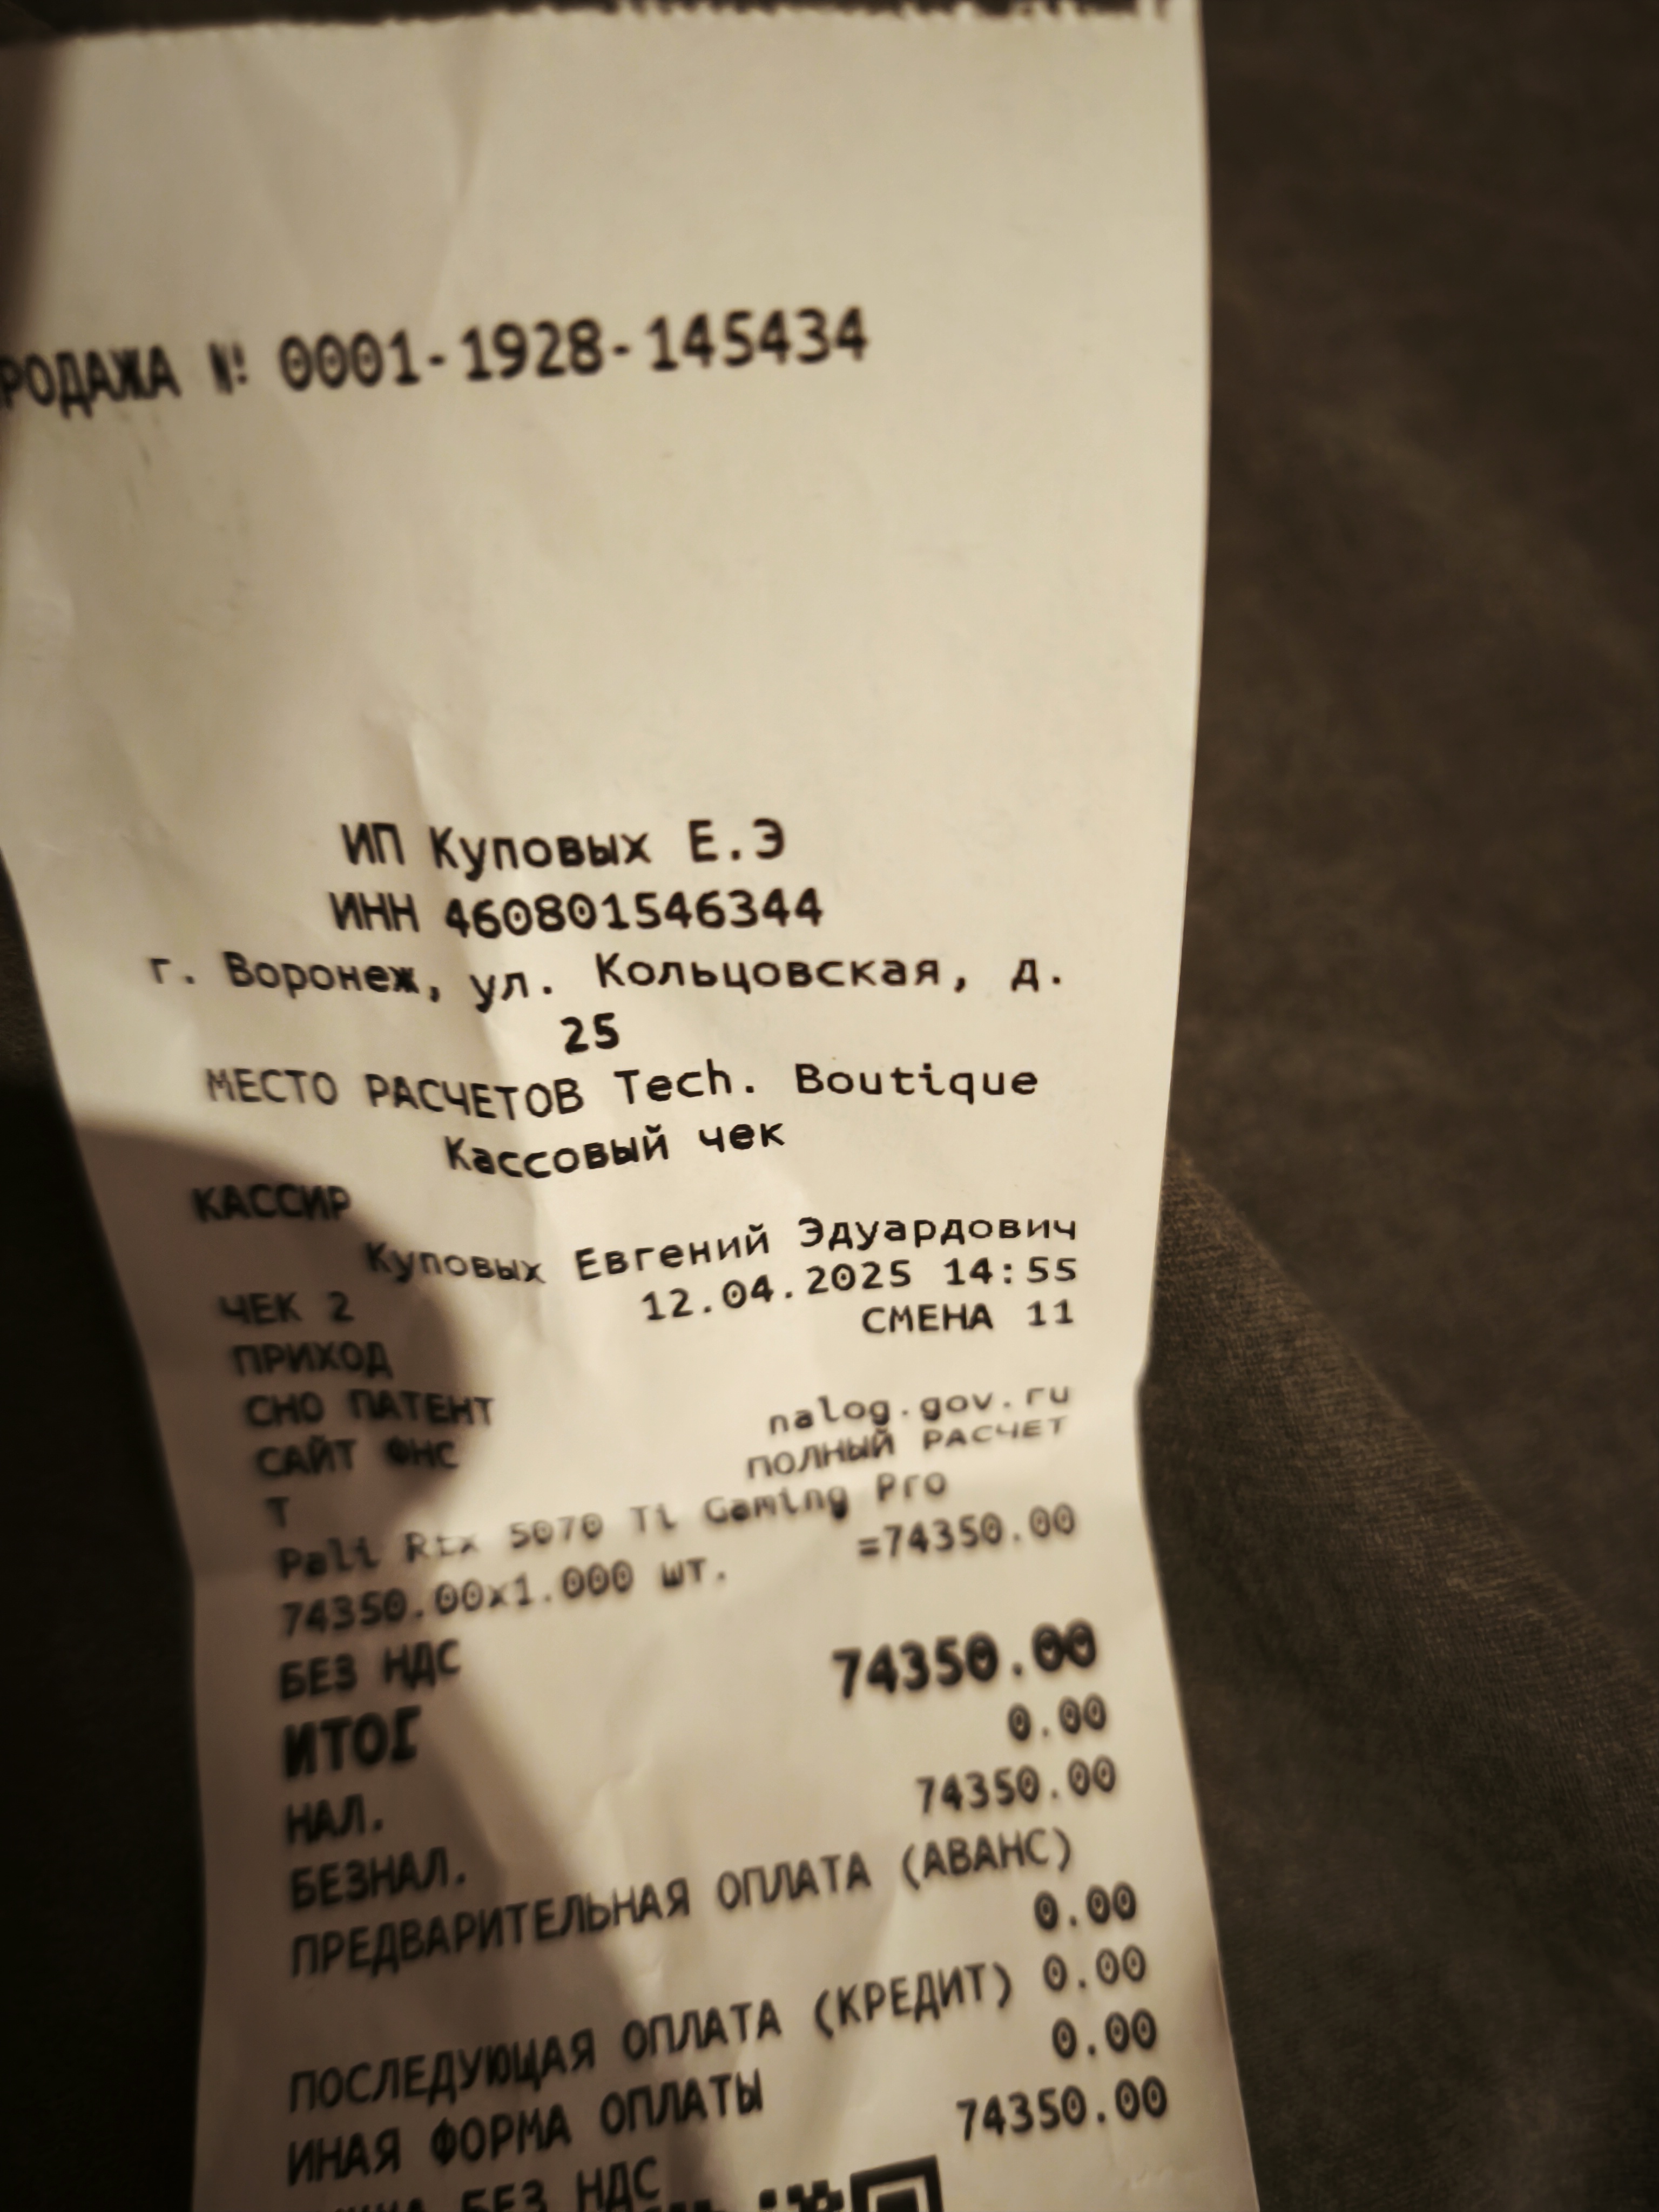 РОДАЖА № 0001-1928-145434
ИП Куповых Е.Э
ИНН 460801546344
г. Воронеж, ул. Кольцовская, д.
25
МЕСТО РАСЧЕТОВ Tech. Boutique
Кассовый чек
КАССИР
Куповых Евгений Эдуардович
ЧЕК 2 12.04.2025 14:55
ПРИХОД СМЕНА 11
СНО ПАТЕНТ
САЙТ ФНС nalog.gov.ru
Т ПОЛНЫЙ РАСЧЕТ
Pali Rtx 5070 Ti Gaming Pro
74350.00x1.000 шт. =74350.00
БЕЗ НДС
ИТОГ 74350.00
НАЛ. 0.00
БЕЗНАЛ. 74350.00
ПРЕДВАРИТЕЛЬНАЯ ОПЛАТА (АВАНС)
0.00
ПОСЛЕДУЮЩАЯ ОПЛАТА (КРЕДИТ) 0.00
ИНАЯ ФОРМА ОПЛАТЫ 0.00
БЕЗ НДС 74350.00